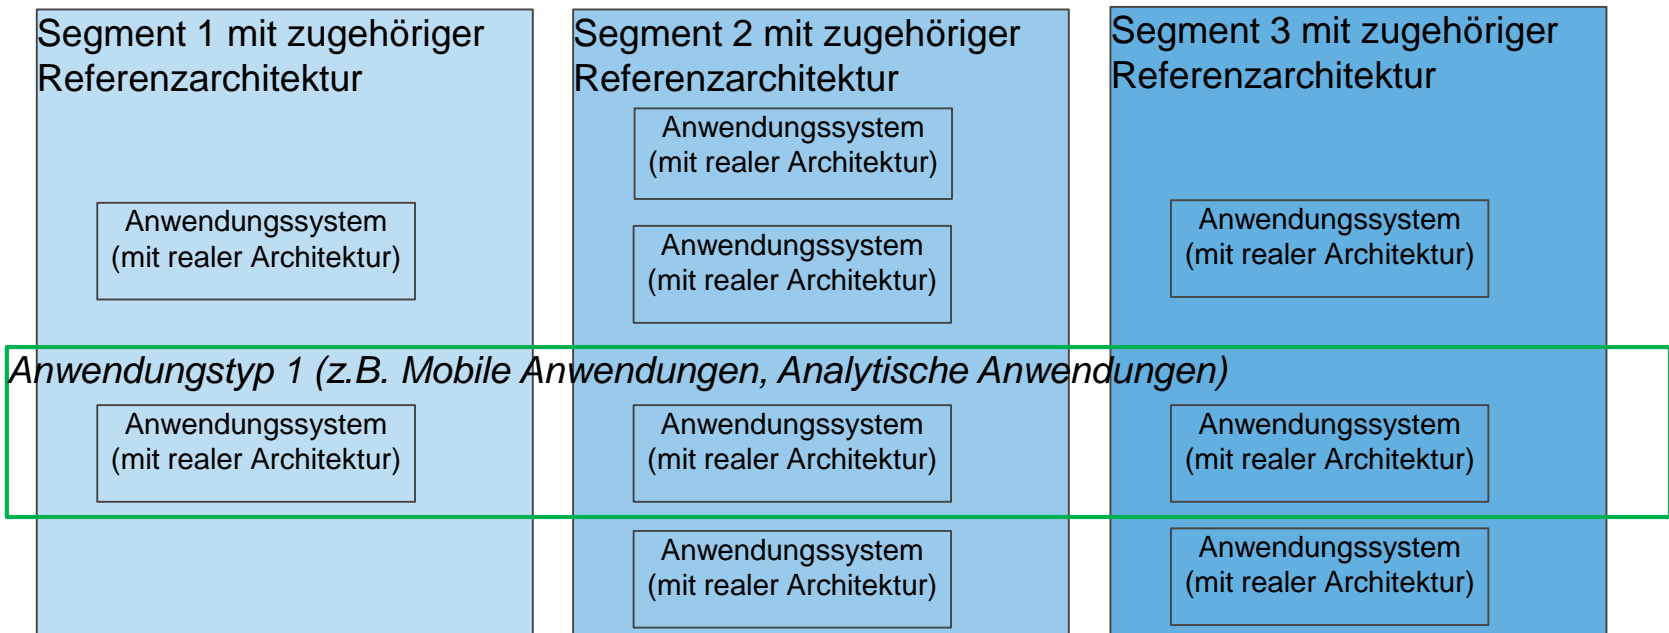 Segment 1 mit zugehöriger
Referenzarchitektur
Anwendungssystem
(mit realer Architektur)
Segment 2 mit zugehöriger
Referenzarchitektur
Anwendungssystem
(mit realer Architektur)
Anwendungssystem
(mit realer Architektur)
Segment 3 mit zugehöriger
Referenzarchitektur
Anwendungssystem
(mit realer Architektur)
Anwendungstyp 1 (z.B. Mobile Anwendungen, Analytische Anwendungen)
Anwendungssystem
(mit realer Architektur)
Anwendungssystem
(mit realer Architektur)
Anwendungssystem
(mit realer Architektur)
Anwendungssystem
(mit realer Architektur)
Anwendungssystem
(mit realer Architektur)